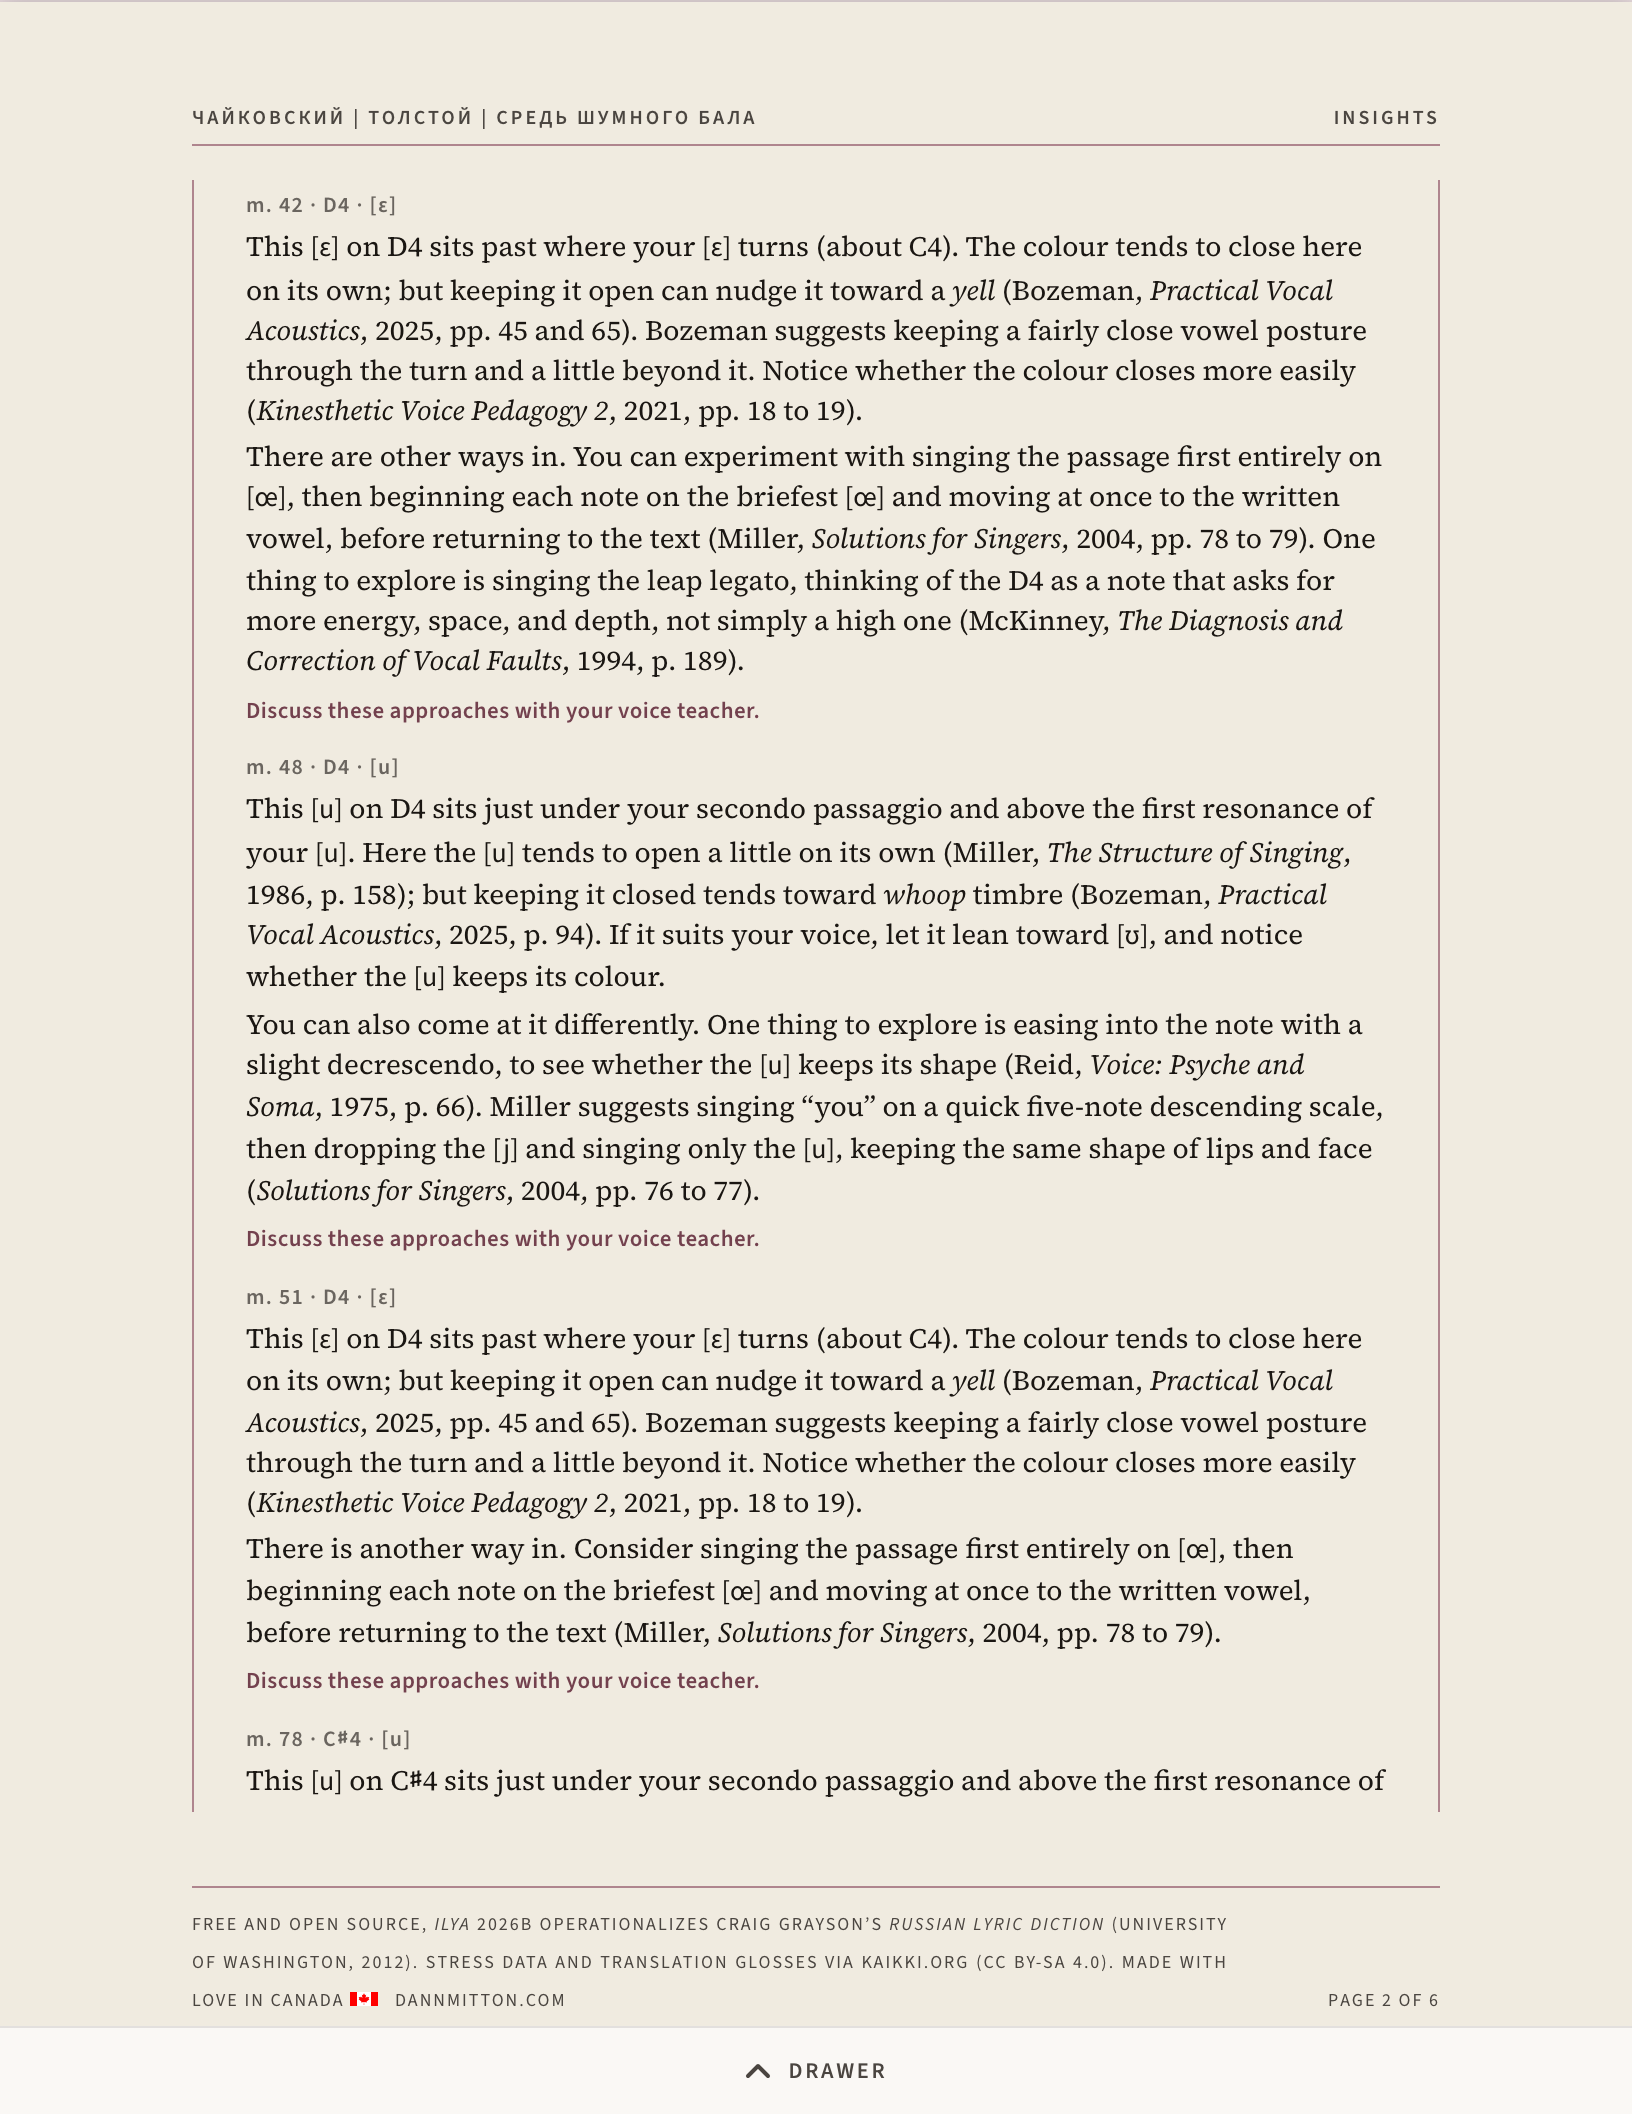 ЧАЙКОВСКИЙ | ТОЛСТОЙ | СРЕДЬ ШУМНОГО БАЛА
INSIGHTS
m. 42 · D4 · [ɛ]
This [ɛ] on D4 sits past where your [ɛ] turns (about C4). The colour tends to close here
on its own; but keeping it open can nudge it toward a yell (Bozeman, Practical Vocal
Acoustics, 2025, pp. 45 and 65). Bozeman suggests keeping a fairly close vowel posture
through the turn and a little beyond it. Notice whether the colour closes more easily
(Kinesthetic Voice Pedagogy 2, 2021, pp. 18 to 19).
There are other ways in. You can experiment with singing the passage first entirely on
[œ], then beginning each note on the briefest [œ] and moving at once to the written
vowel, before returning to the text (Miller, Solutions for Singers, 2004, pp. 78 to 79). One
thing to explore is singing the leap legato, thinking of the D4 as a note that asks for
more energy, space, and depth, not simply a high one (McKinney, The Diagnosis and
Correction of Vocal Faults, 1994, p. 189).
Discuss these approaches with your voice teacher.
m. 48 · D4 · [u]
This [u] on D4 sits just under your secondo passaggio and above the first resonance of
your [u]. Here the [u] tends to open a little on its own (Miller, The Structure of Singing,
1986, p. 158); but keeping it closed tends toward whoop timbre (Bozeman, Practical
Vocal Acoustics, 2025, p. 94). If it suits your voice, let it lean toward [ʊ], and notice
whether the [u] keeps its colour.
You can also come at it differently. One thing to explore is easing into the note with a
slight decrescendo, to see whether the [u] keeps its shape (Reid, Voice: Psyche and
Soma, 1975, p. 66). Miller suggests singing “you” on a quick five-note descending scale,
then dropping the [j] and singing only the [u], keeping the same shape of lips and face
(Solutions for Singers, 2004, pp. 76 to 77).
Discuss these approaches with your voice teacher.
m. 51 · D4 · [ɛ]
This [ɛ] on D4 sits past where your [ɛ] turns (about C4). The colour tends to close here
on its own; but keeping it open can nudge it toward a yell (Bozeman, Practical Vocal
Acoustics, 2025, pp. 45 and 65). Bozeman suggests keeping a fairly close vowel posture
through the turn and a little beyond it. Notice whether the colour closes more easily
(Kinesthetic Voice Pedagogy 2, 2021, pp. 18 to 19).
There is another way in. Consider singing the passage first entirely on [œ], then
beginning each note on the briefest [œ] and moving at once to the written vowel,
before returning to the text (Miller, Solutions for Singers, 2004, pp. 78 to 79).
Discuss these approaches with your voice teacher.
m. 78 · C♯4 · [u]
This [u] on C♯4 sits just under your secondo passaggio and above the first resonance of
FREE AND OPEN SOURCE, ILYA 2026B OPERATIONALIZES CRAIG GRAYSON’S RUSSIAN LYRIC DICTION (UNIVERSITY
OF WASHINGTON, 2012). STRESS DATA AND TRANSLATION GLOSSES VIA KAIKKI.ORG (CC BY-SA 4.0). MADE WITH
LOVE IN CANADA 🇨🇦 DANNMITTON.COM
PAGE 2 OF 6
DRAWER